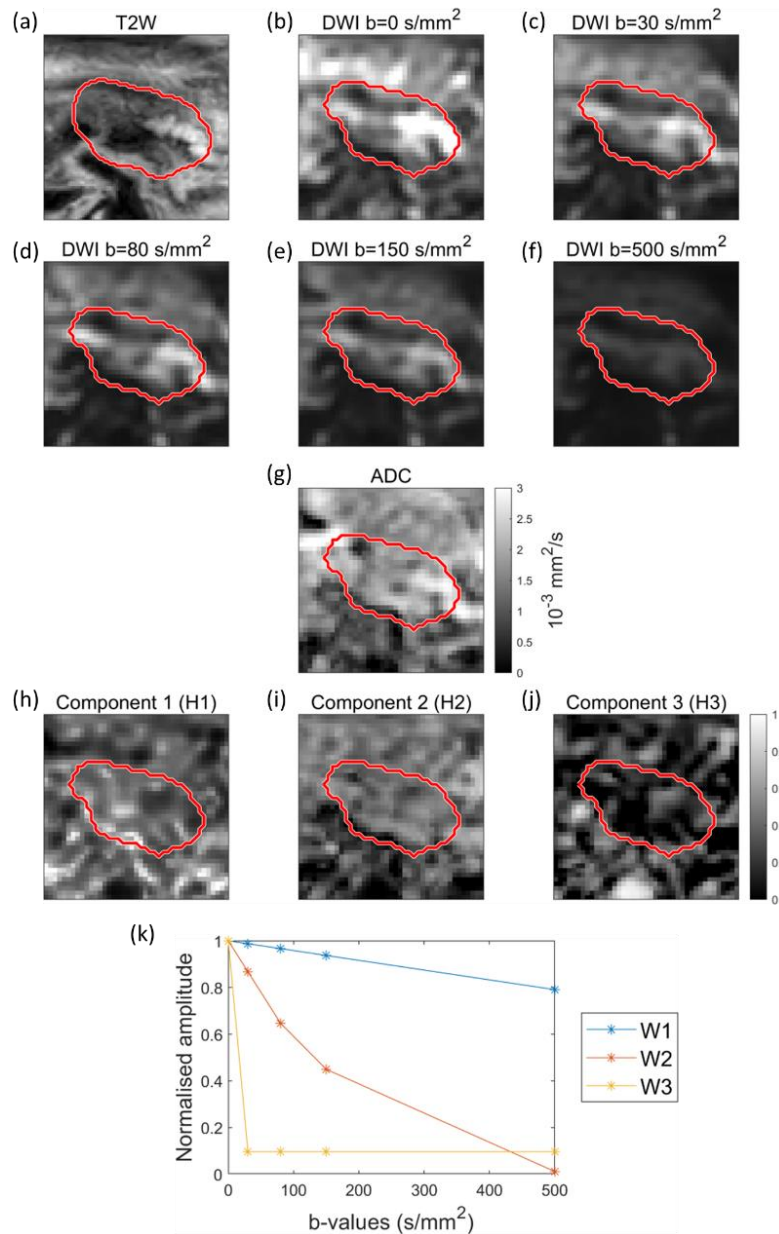 (a) T2W
(b) DWI b=0 s/mm²
(c) DWI b=30 s/mm²
(d) DWI b=80 s/mm²
(e) DWI b=150 s/mm²
(f) DWI b=500 s/mm²
(g) ADC
3
2.5
2
1.5
1
0.5
0
10⁻³ mm²/s
(h) Component 1 (H1)
(i) Component 2 (H2)
(j) Component 3 (H3)
1
0
0
0
0
0
(k)
1
0.8
0.6
0.4
0.2
0
Normalised amplitude
0 100 200 300 400 500
b-values (s/mm²)
W1
W2
W3